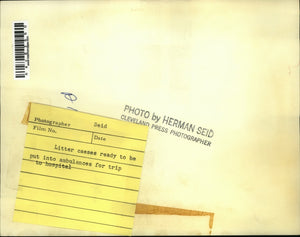 PHOTO by HERMAN SEID
CLEVELAND PRESS PHOTOGRAPHER
Photographer Seid
Film No. Date
Litter cases ready to be
put into ambulances for trip
to hospital